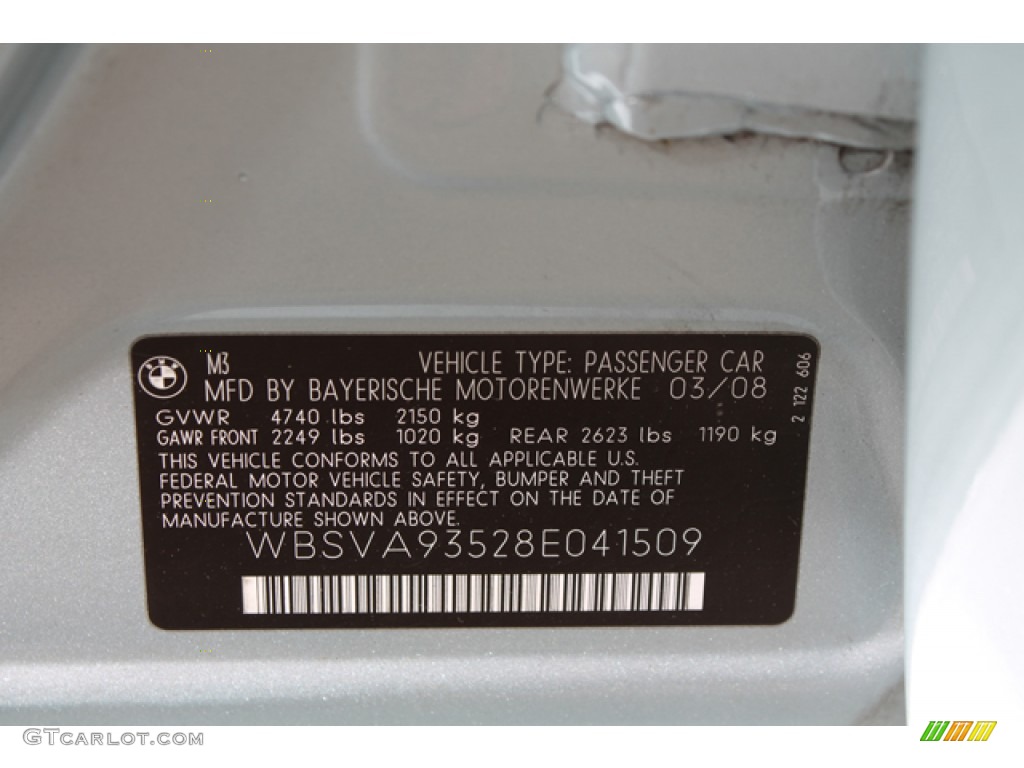 M3 VEHICLE TYPE: PASSENGER CAR
BMW
MFD BY BAYERISCHE MOTORENWERKE 03/08
GVWR 4740 lbs 2150 kg
GAWR FRONT 2249 lbs 1020 kg REAR 2623 lbs 1190 kg
2 122 606
THIS VEHICLE CONFORMS TO ALL APPLICABLE U.S.
FEDERAL MOTOR VEHICLE SAFETY, BUMPER AND THEFT
PREVENTION STANDARDS IN EFFECT ON THE DATE OF
MANUFACTURE SHOWN ABOVE.
WBSVA93528E041509
GTCARLOT.COM